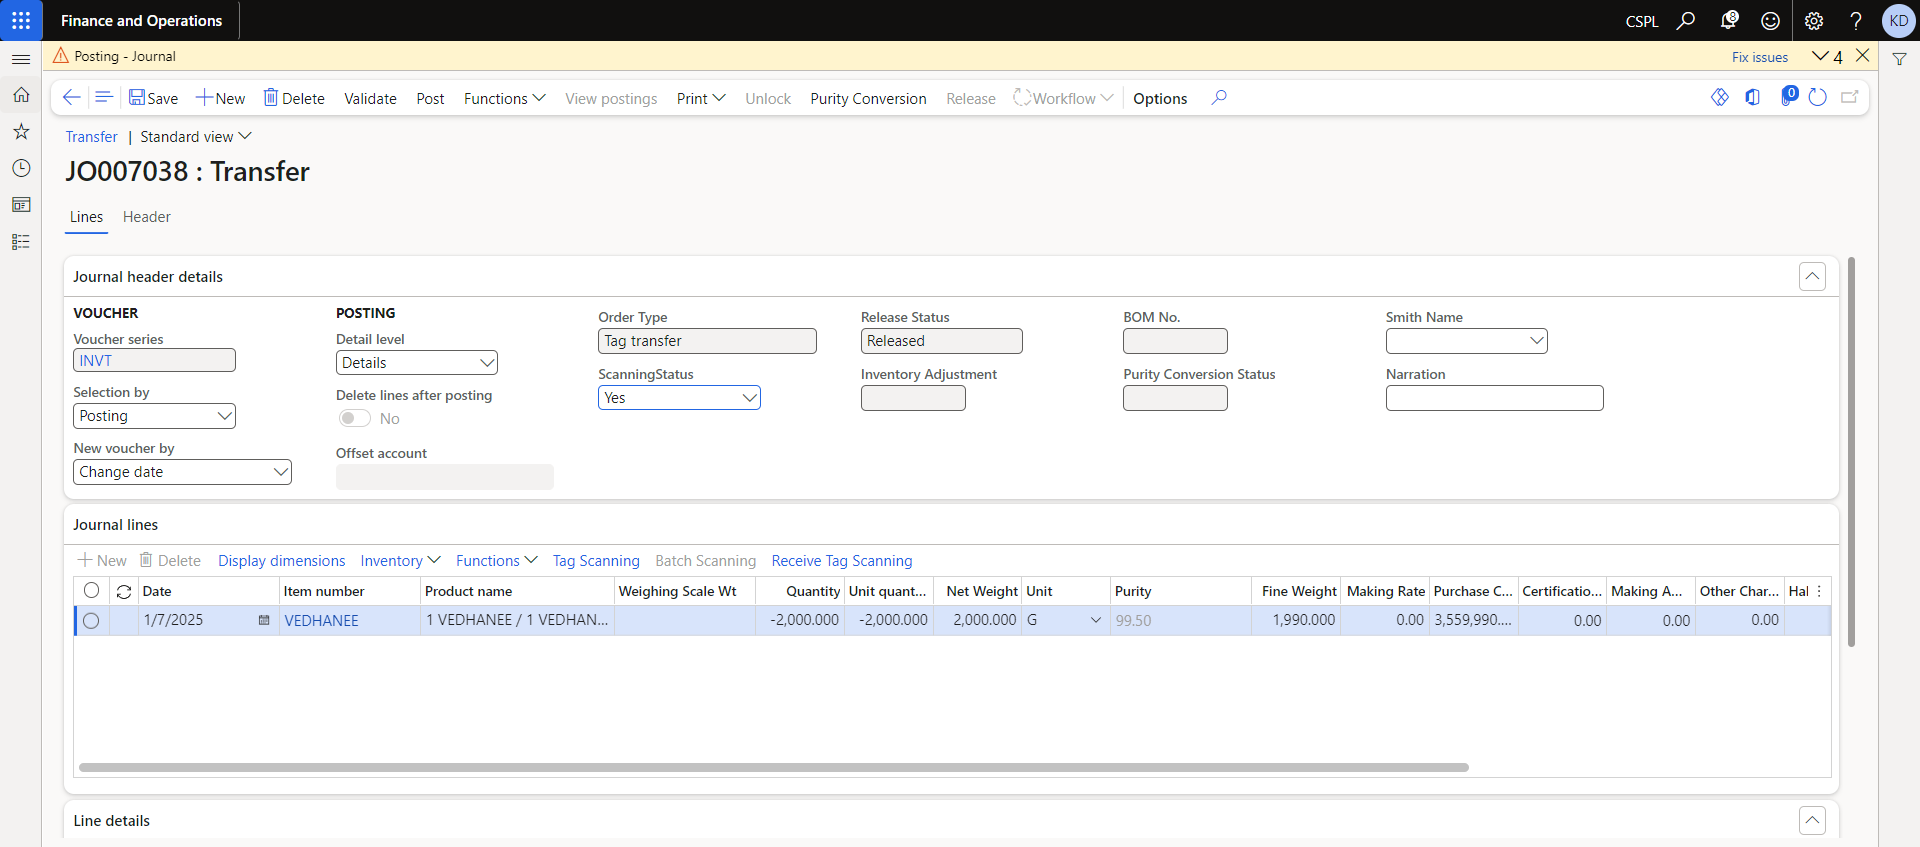 Finance and Operations
CSPL
8
KD
Posting - Journal
Fix issues
4
Save
New
Delete
Validate
Post
Functions
View postings
Print
Unlock
Purity Conversion
Release
Workflow
Options
0
Transfer | Standard view
JO007038 : Transfer
Lines
Header
Journal header details
VOUCHER
Voucher series
INVT
Selection by
Posting
New voucher by
Change date
POSTING
Detail level
Details
Delete lines after posting
No
Offset account
Order Type
Tag transfer
ScanningStatus
Yes
Release Status
Released
Inventory Adjustment
BOM No.
Purity Conversion Status
Smith Name
Narration
Journal lines
New
Delete
Display dimensions
Inventory
Functions
Tag Scanning
Batch Scanning
Receive Tag Scanning
Date Item number Product name Weighing Scale Wt Quantity Unit quant... Net Weight Unit Purity Fine Weight Making Rate Purchase C... Certificatio... Making A... Other Char... Hal
1/7/2025 VEDHANEE 1 VEDHANEE / 1 VEDHAN... -2,000.000 -2,000.000 2,000.000 G 99.50 1,990.000 0.00 3,559,990.... 0.00 0.00 0.00
Line details